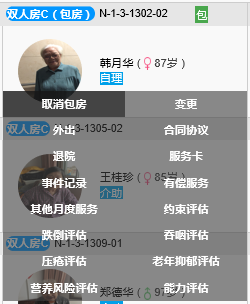 双人房C（包房） N-1-3-1302-02 包
韩月华 (♀87岁 )
自理
取消包房 变更
双人房C N-1-3-1305-02
外出 合同协议
退院 服务卡
王桂珍 (♀85岁 )
事件记录 有偿服务
介助
其他月度服务 约束评估
跌倒评估 吞咽评估
双人房C N-1-3-1309-01
压疮评估 老年抑郁评估
营养风险评估 能力评估
郑德华 (♂97岁 )